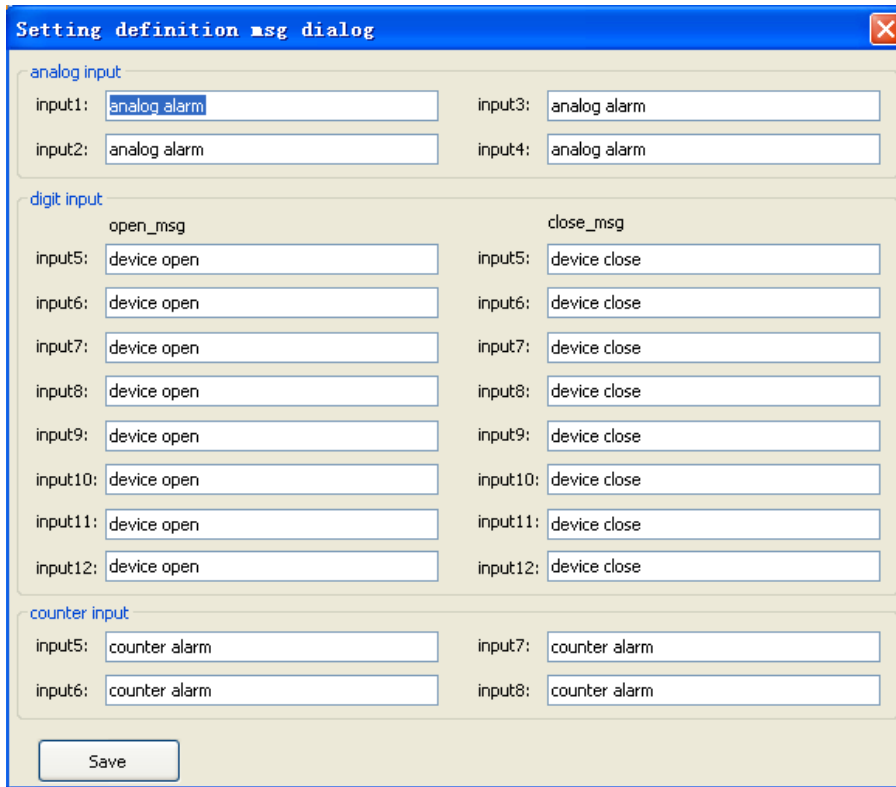 Setting definition msg dialog
analog input
input1: analog alarm input3: analog alarm
input2: analog alarm input4: analog alarm
digit input
open_msg close_msg
input5: device open input5: device close
input6: device open input6: device close
input7: device open input7: device close
input8: device open input8: device close
input9: device open input9: device close
input10: device open input10: device close
input11: device open input11: device close
input12: device open input12: device close
counter input
input5: counter alarm input7: counter alarm
input6: counter alarm input8: counter alarm
Save